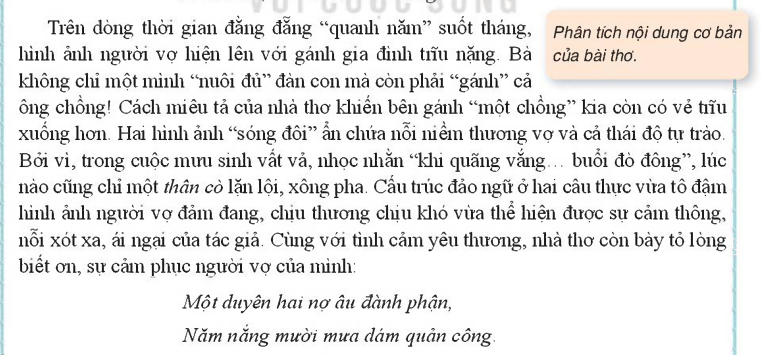 Trên dòng thời gian đằng đẵng “quanh năm” suốt tháng,
hình ảnh người vợ hiện lên với gánh gia đình trĩu nặng. Bà
không chỉ một mình “nuôi đủ” đàn con mà còn phải “gánh” cả
ông chồng! Cách miêu tả của nhà thơ khiến bên gánh “một chồng” kia còn có vẻ trĩu
xuống hơn. Hai hình ảnh “sóng đôi” ẩn chứa nỗi niềm thương vợ và cả thái độ tự trào.
Bởi vì, trong cuộc mưu sinh vất vả, nhọc nhằn “khi quãng vắng… buổi đò đông”, lúc
nào cũng chỉ một thân cò lặn lội, xông pha. Cấu trúc đảo ngữ ở hai câu thực vừa tô đậm
hình ảnh người vợ đảm đang, chịu thương chịu khó vừa thể hiện được sự cảm thông,
nỗi xót xa, ái ngại của tác giả. Cùng với tình cảm yêu thương, nhà thơ còn bày tỏ lòng
biết ơn, sự cảm phục người vợ của mình:
Một duyên hai nợ âu đành phận,
Năm nắng mười mưa dám quản công.
Phân tích nội dung cơ bản
của bài thơ.